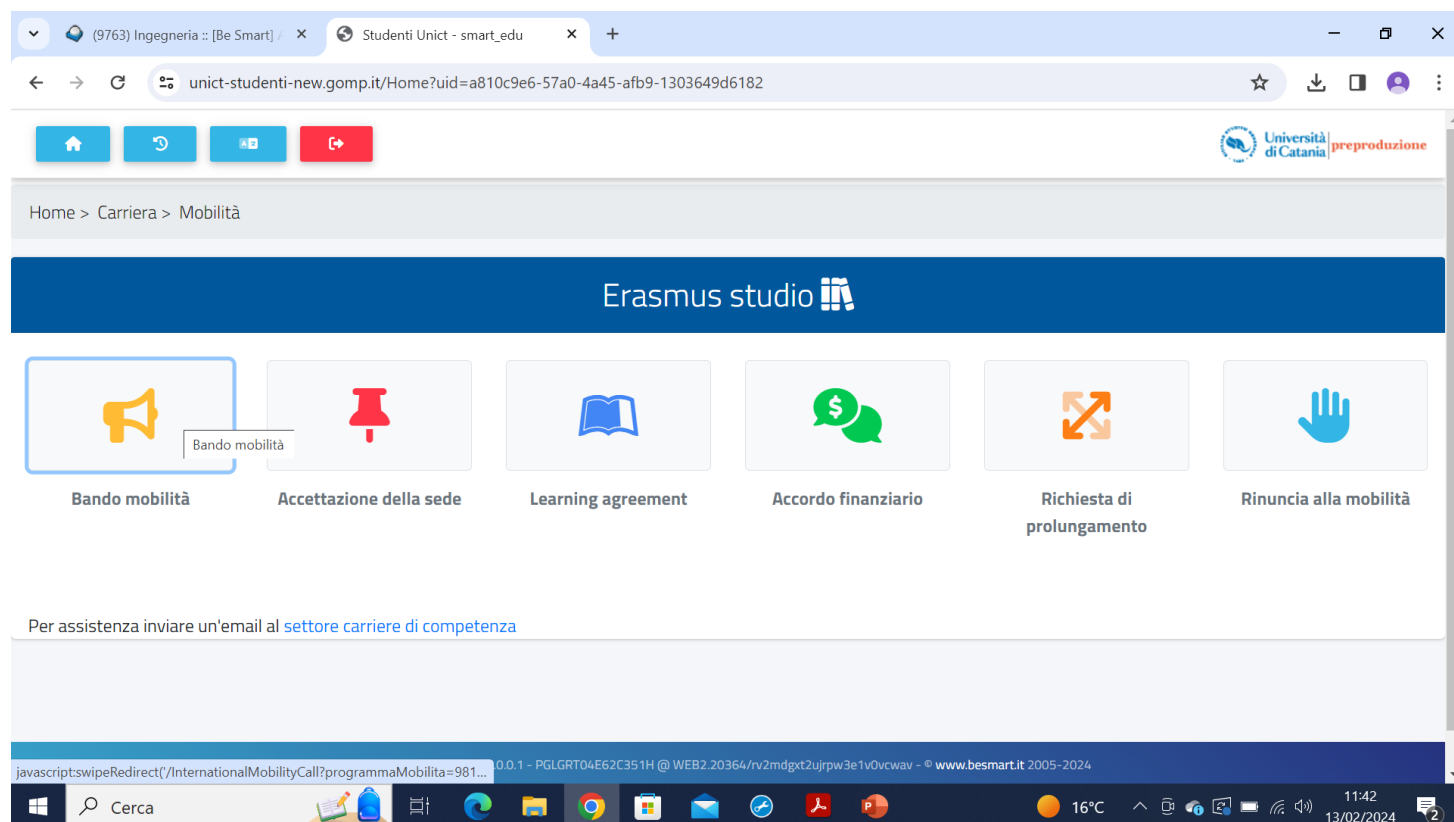 (9763) Ingegneria :: [Be Smart] /
Studenti Unict - smart_edu
unict-studenti-new.gomp.it/Home?uid=a810c9e6-57a0-4a45-afb9-1303649d6182
Università
di Catania
preproduzione
Home > Carriera > Mobilità
Erasmus studio
Bando mobilità
Bando mobilità
Accettazione della sede
Learning agreement
Accordo finanziario
Richiesta di
prolungamento
Rinuncia alla mobilità
Per assistenza inviare un'email al settore carriere di competenza
javascript:swipeRedirect('/InternationalMobilityCall?programmaMobilita=981...
.0.0.1 - PGLGRT04E62C351H @ WEB2.20364/rv2mdgxt2ujrpw3e1v0vcwav - © www.besmart.it 2005-2024
Cerca
16°C
11:42
13/02/2024
2